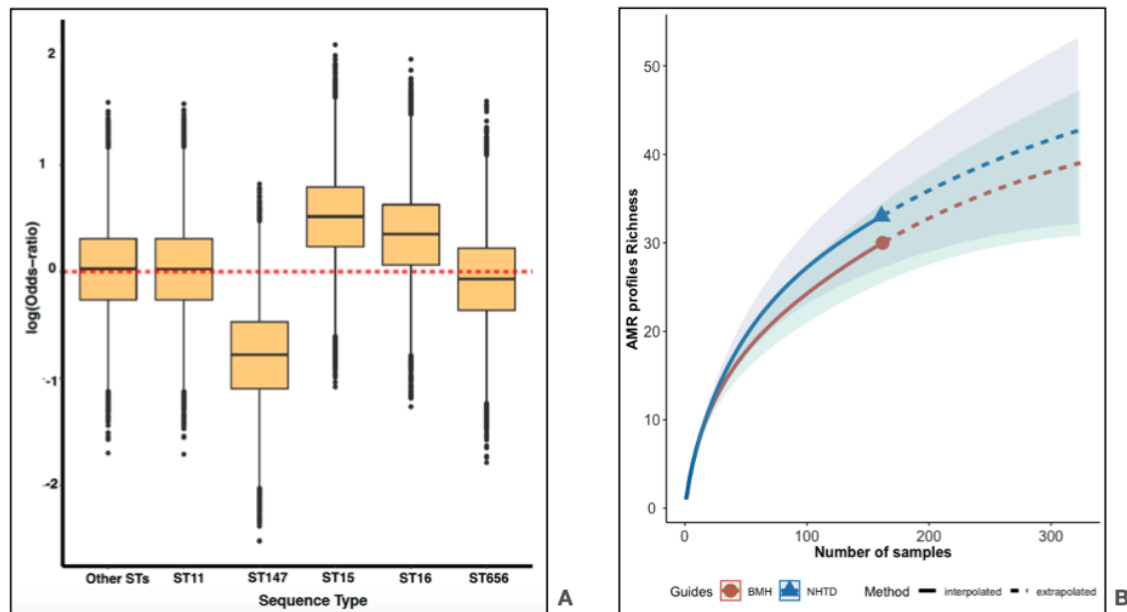 2
1
0
-1
-2
log(Odds-ratio)
Other STs ST11 ST147 ST15 ST16 ST656
Sequence Type
A
50
40
30
20
10
0
AMR profiles Richness
0 100 200 300
Number of samples
Guides BMH NHTD Method interpolated extrapolated
B